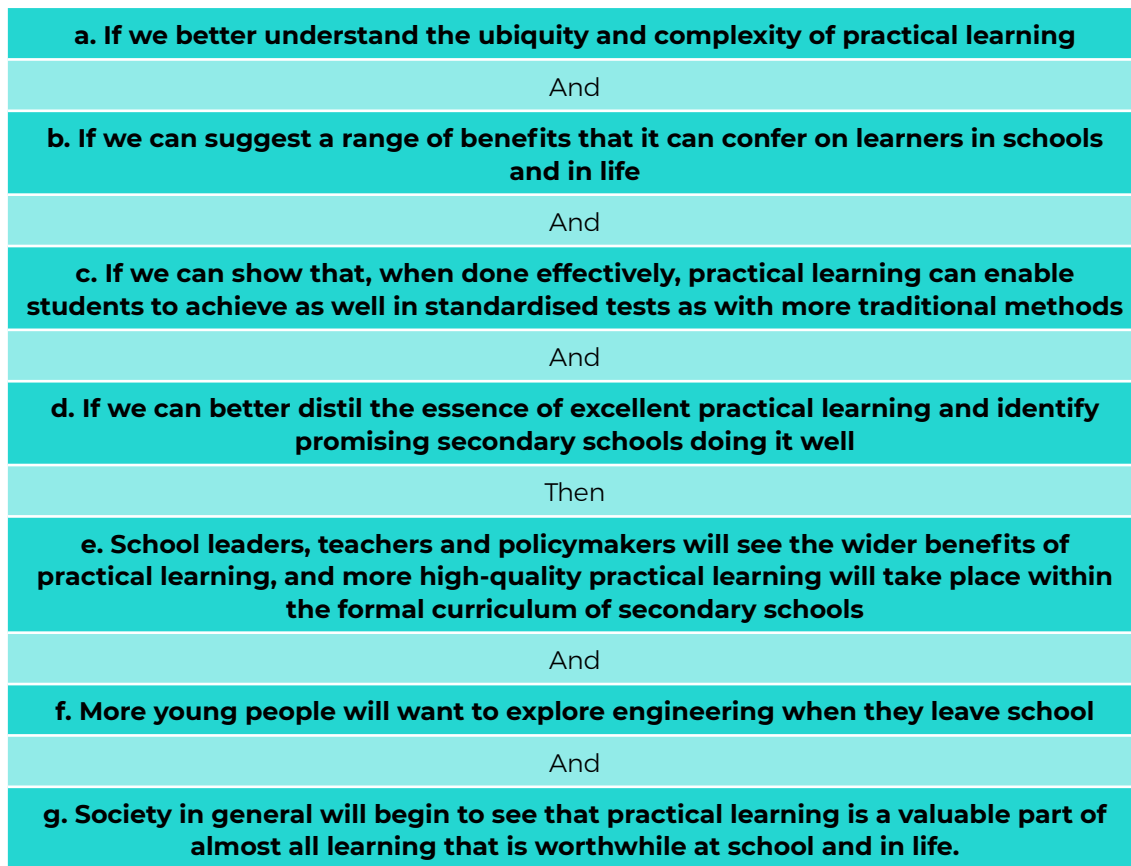 a. If we better understand the ubiquity and complexity of practical learning
And
b. If we can suggest a range of benefits that it can confer on learners in schools
and in life
And
c. If we can show that, when done effectively, practical learning can enable
students to achieve as well in standardised tests as with more traditional methods
And
d. If we can better distil the essence of excellent practical learning and identify
promising secondary schools doing it well
Then
e. School leaders, teachers and policymakers will see the wider benefits of
practical learning, and more high-quality practical learning will take place within
the formal curriculum of secondary schools
And
f. More young people will want to explore engineering when they leave school
And
g. Society in general will begin to see that practical learning is a valuable part of
almost all learning that is worthwhile at school and in life.